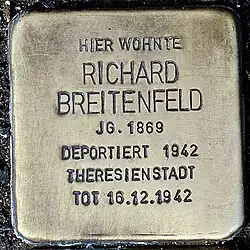 HIER WOHNTE
RICHARD
BREITENFELD
JG. 1869
DEPORTIERT 1942
THERESIENSTADT
TOT 16.12.1942